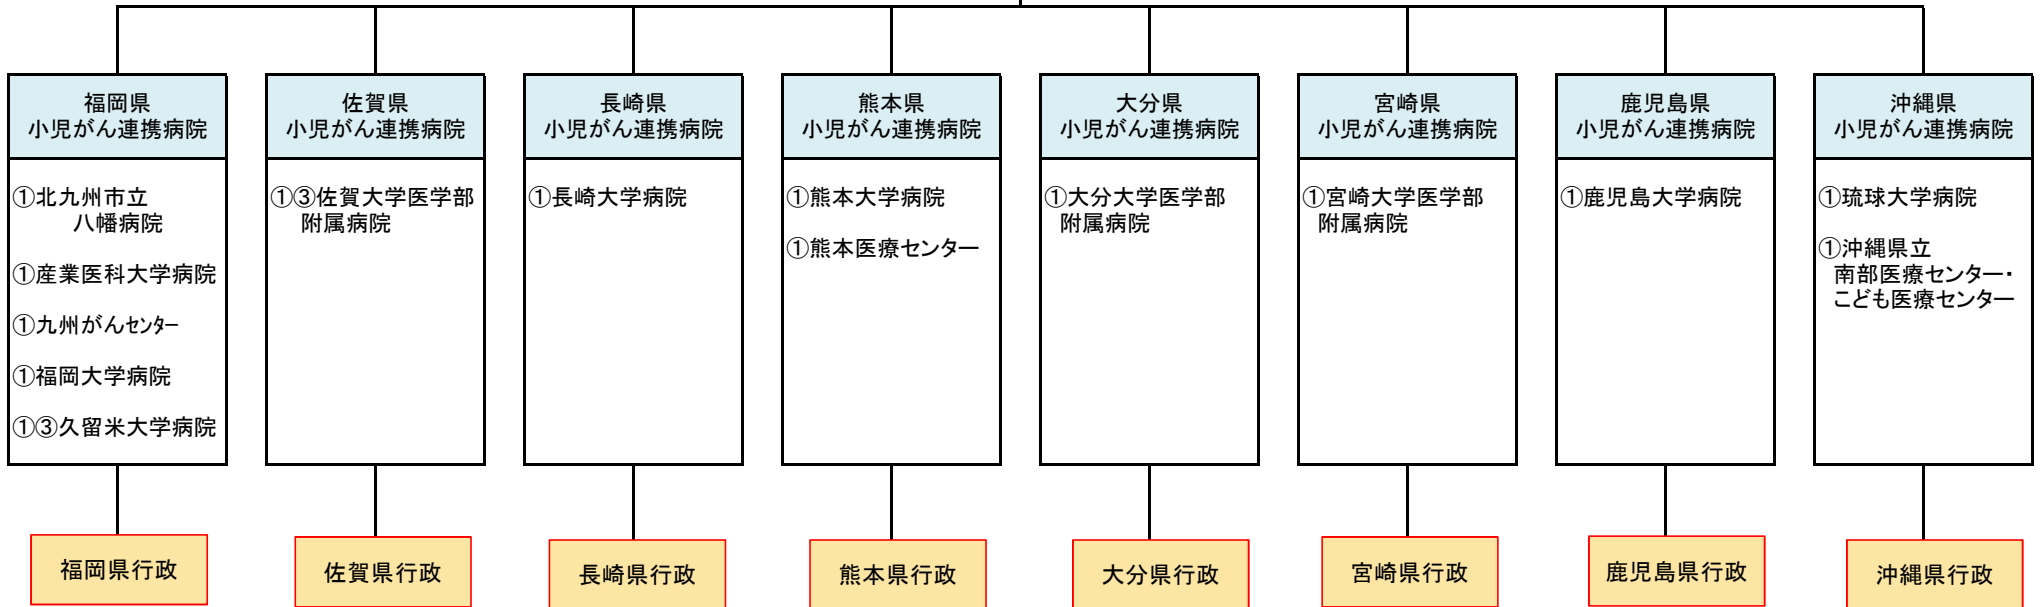 福岡県
小児がん連携病院
①北九州市立
八幡病院
①産業医科大学病院
①九州がんセンター
①福岡大学病院
①③久留米大学病院
福岡県行政
佐賀県
小児がん連携病院
①③佐賀大学医学部
附属病院
佐賀県行政
長崎県
小児がん連携病院
①長崎大学病院
長崎県行政
熊本県
小児がん連携病院
①熊本大学病院
①熊本医療センター
熊本県行政
大分県
小児がん連携病院
①大分大学医学部
附属病院
大分県行政
宮崎県
小児がん連携病院
①宮崎大学医学部
附属病院
宮崎県行政
鹿児島県
小児がん連携病院
①鹿児島大学病院
鹿児島県行政
沖縄県
小児がん連携病院
①琉球大学病院
①沖縄県立
南部医療センター・
こども医療センター
沖縄県行政